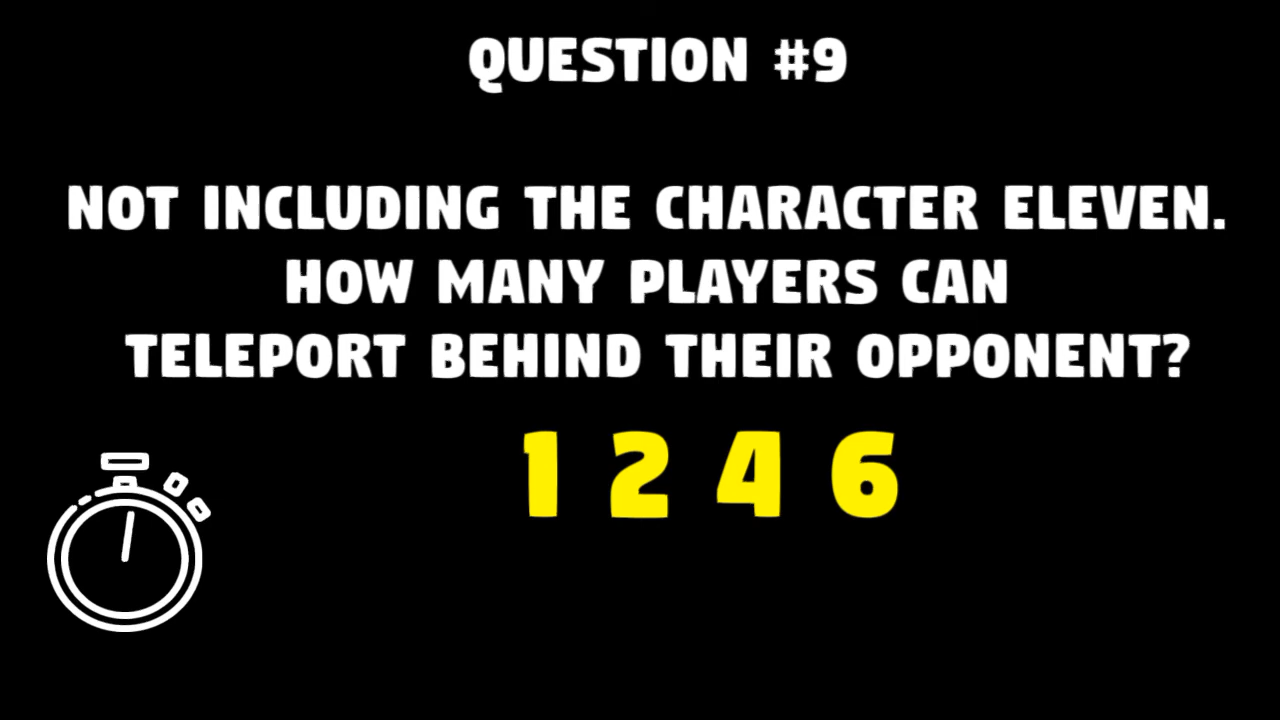 QUESTION #9
NOT INCLUDING THE CHARACTER ELEVEN.
HOW MANY PLAYERS CAN
TELEPORT BEHIND THEIR OPPONENT?
1 2 4 6